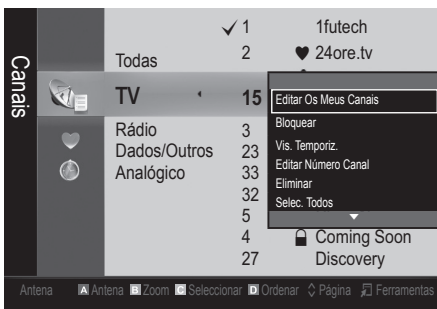 Canais
✓ 1 1futech
Todas 2 ♥ 24ore.tv
TV 15
Editar Os Meus Canais
Bloquear
Vis. Temporiz.
Editar Número Canal
Eliminar
Selec. Todos
Rádio 3
Dados/Outros 23
Analógico 33
32
5
4 Coming Soon
27 Discovery
Antena A Antena B Zoom C Seleccionar D Ordenar Página Ferramentas